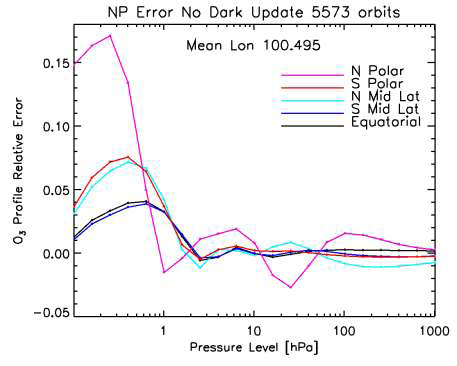 NP Error No Dark Update 5573 orbits
Mean Lon 100.495
N Polar
S Polar
N Mid Lat
S Mid Lat
Equatorial
O₃ Profile Relative Error
0.15
0.10
0.05
0.00
−0.05
1 10 100 1000
Pressure Level [hPa]